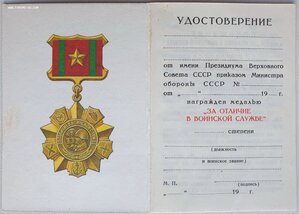 УДОСТОВЕРЕНИЕ
от имени Президиума Верховного
Совета СССР приказом Министра
обороны СССР №
от „ “ 19 г.
награжден медалью
„ЗА ОТЛИЧИЕ
В ВОИНСКОЙ СЛУЖБЕ“
степени
(должность
и воинское звание)
М. П. (подпись)
„ “ 19 г.